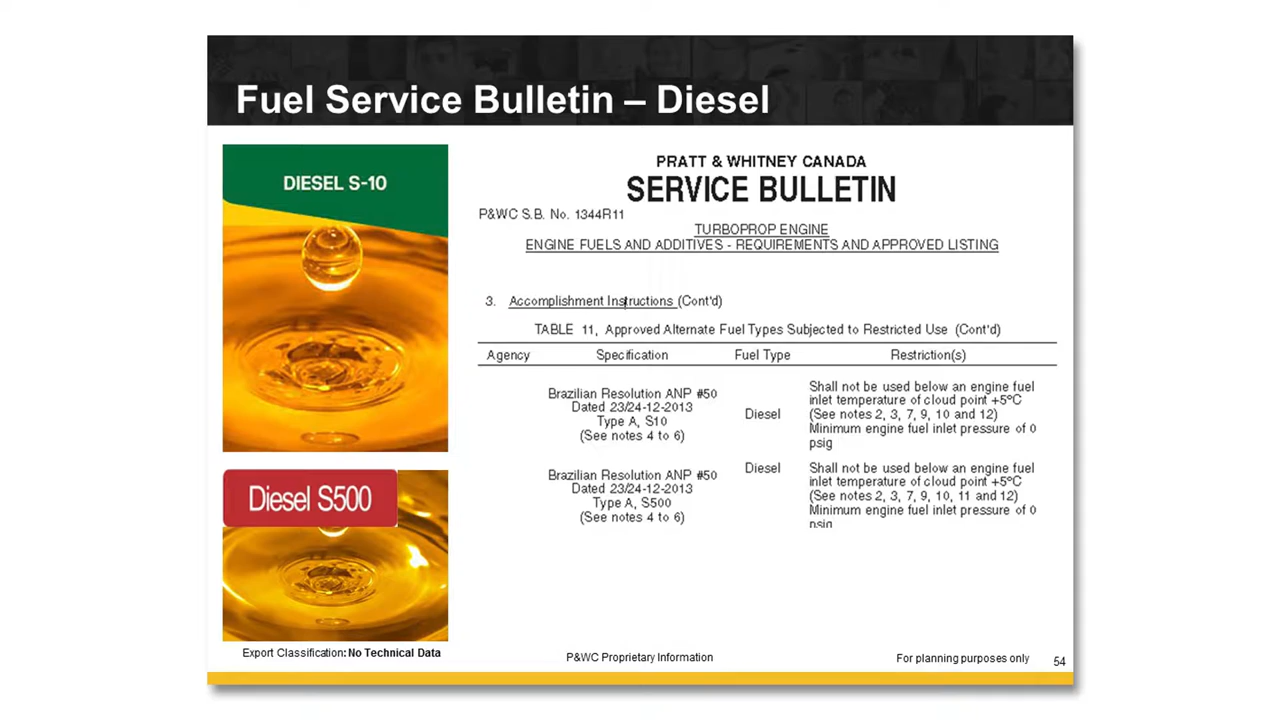 Fuel Service Bulletin – Diesel
DIESEL S-10
Diesel S500
PRATT & WHITNEY CANADA
SERVICE BULLETIN
P&WC S.B. No. 1344R11
TURBOPROP ENGINE
ENGINE FUELS AND ADDITIVES - REQUIREMENTS AND APPROVED LISTING
3. Accomplishment Instructions (Cont'd)
TABLE 11, Approved Alternate Fuel Types Subjected to Restricted Use (Cont'd)
Agency Specification Fuel Type Restriction(s)
Brazilian Resolution ANP #50
Dated 23/24-12-2013
Type A, S10
(See notes 4 to 6)
Diesel
Shall not be used below an engine fuel
inlet temperature of cloud point +5°C
(See notes 2, 3, 7, 9, 10 and 12)
Minimum engine fuel inlet pressure of 0
psig
Brazilian Resolution ANP #50
Dated 23/24-12-2013
Type A, S500
(See notes 4 to 6)
Diesel
Shall not be used below an engine fuel
inlet temperature of cloud point +5°C
(See notes 2, 3, 7, 9, 10, 11 and 12)
Minimum engine fuel inlet pressure of 0
psig
Export Classification: No Technical Data
P&WC Proprietary Information
For planning purposes only
54